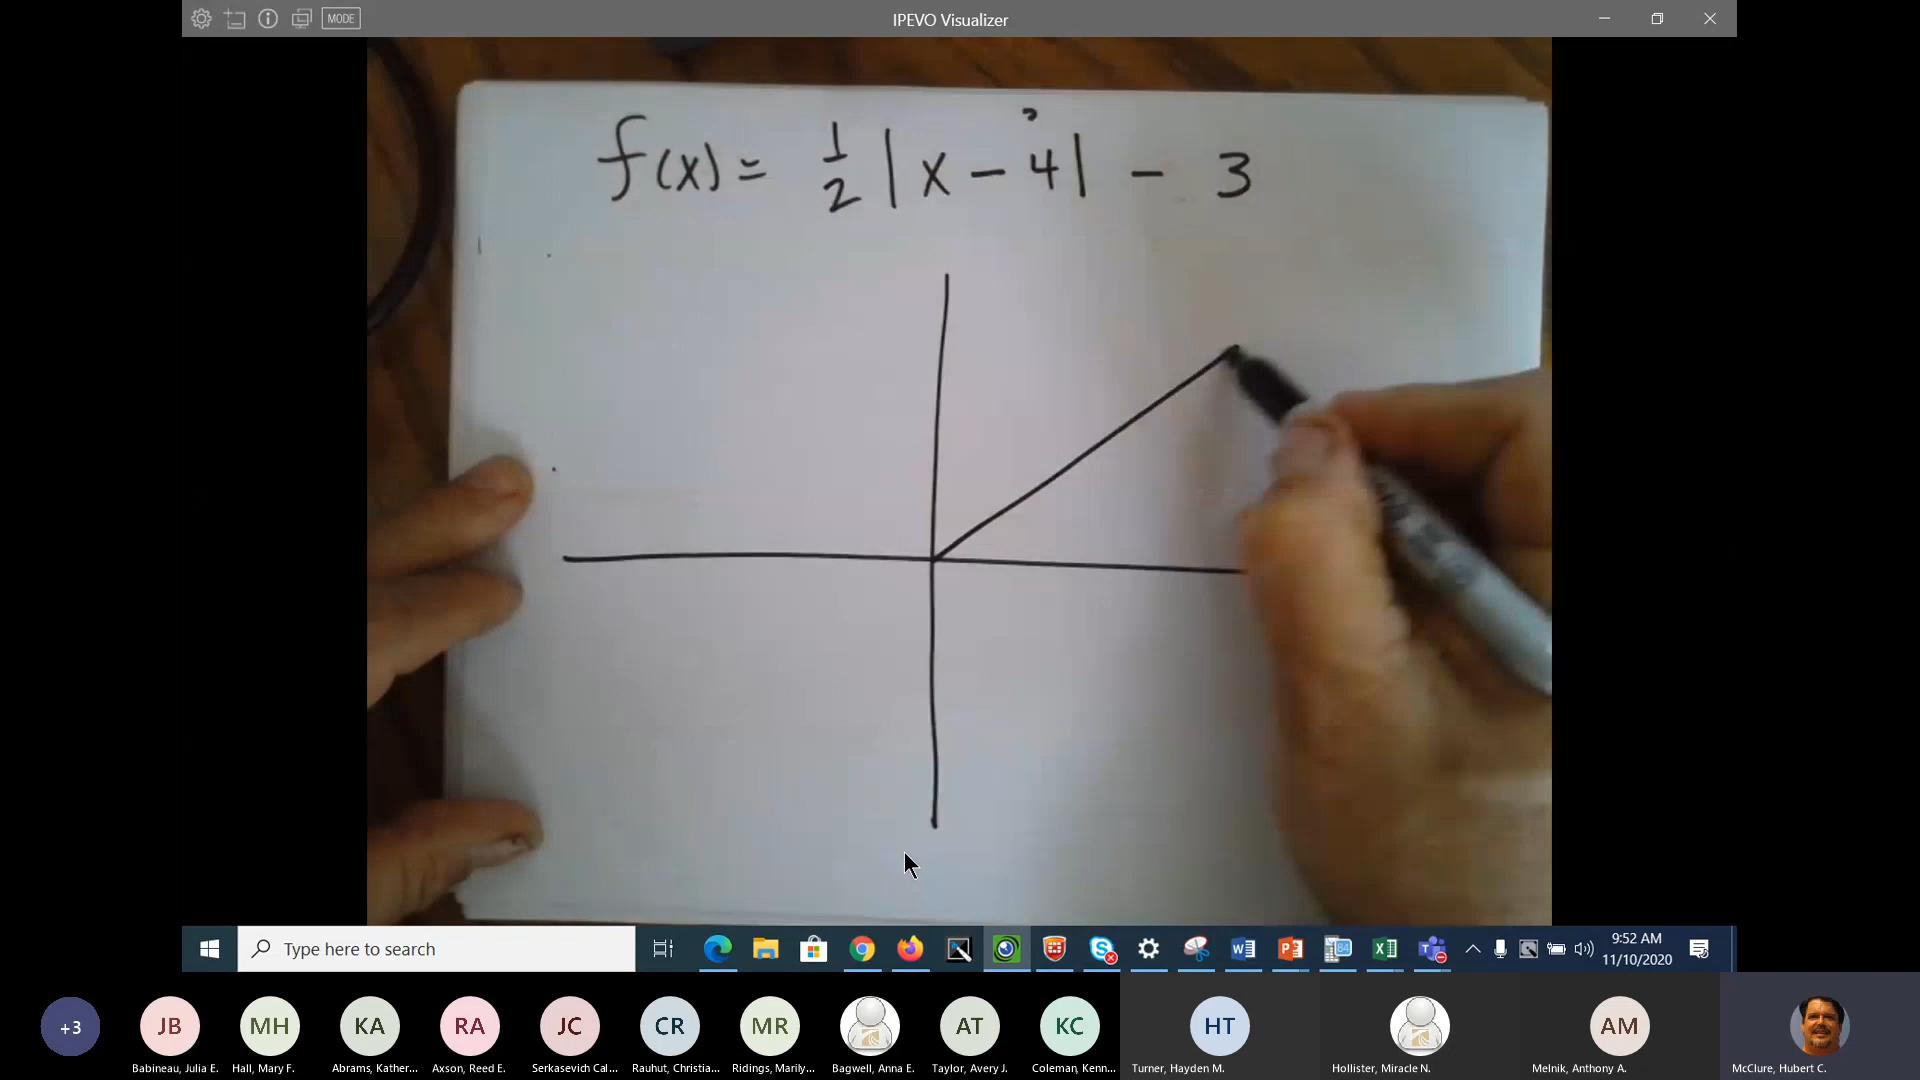 MODE
IPEVO Visualizer
f(x) = 1/2 |x - 4| - 3
Type here to search
9:52 AM
11/10/2020
+3
JB
MH
KA
RA
JC
CR
MR
AT
KC
HT
AM
Babineau, Julia E.
Hall, Mary F.
Abrams, Kather...
Axson, Reed E.
Serkasevich Cal...
Rauhut, Christia...
Ridings, Marily...
Bagwell, Anna E.
Taylor, Avery J.
Coleman, Kenn...
Turner, Hayden M.
Hollister, Miracle N.
Melnik, Anthony A.
McClure, Hubert C.